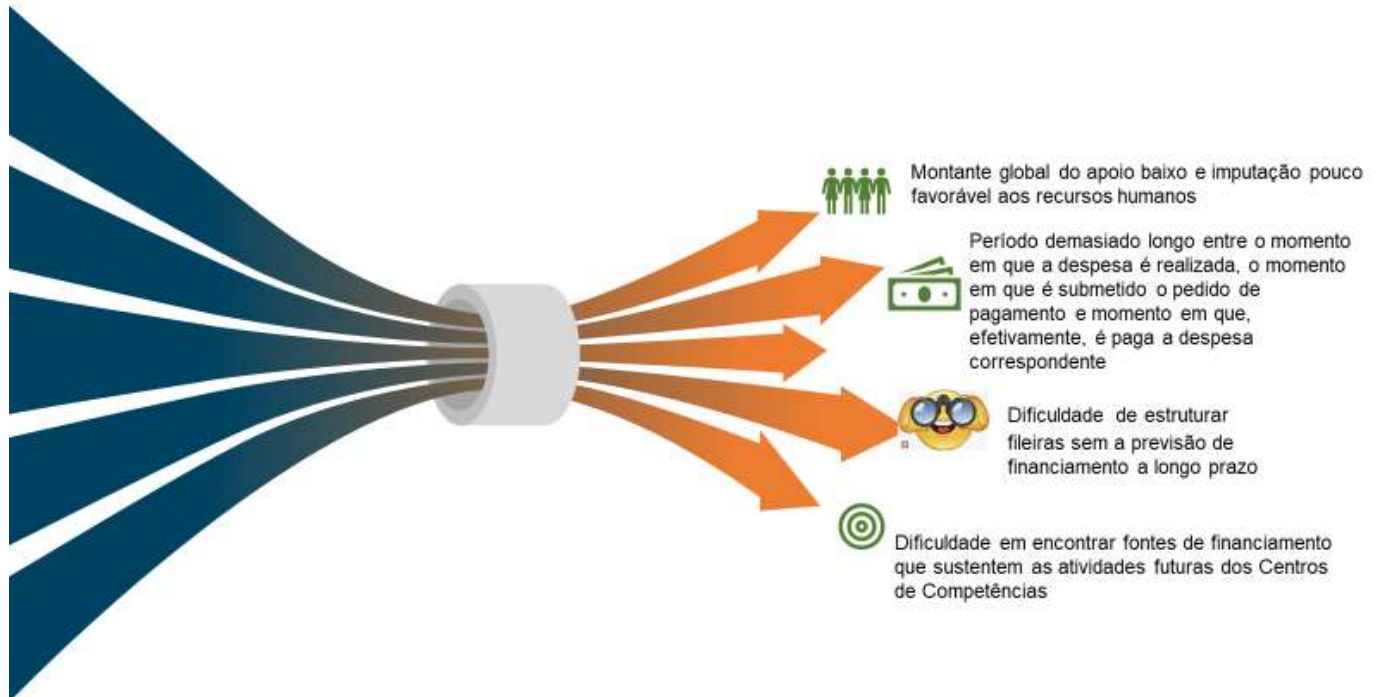 Montante global do apoio baixo e imputação pouco
favorável aos recursos humanos
Período demasiado longo entre o momento
em que a despesa é realizada, o momento
em que é submetido o pedido de
pagamento e momento em que,
efetivamente, é paga a despesa
correspondente
Dificuldade de estruturar
fileiras sem a previsão de
financiamento a longo prazo
Dificuldade em encontrar fontes de financiamento
que sustentem as atividades futuras dos Centros
de Competências